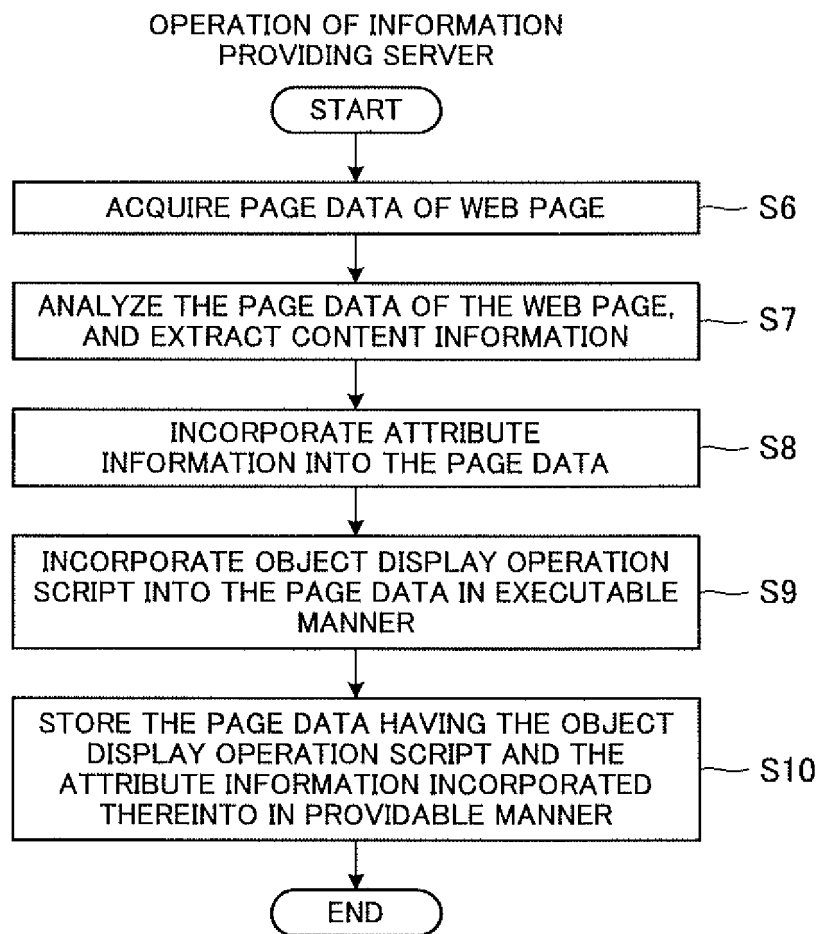 OPERATION OF INFORMATION
PROVIDING SERVER
START
ACQUIRE PAGE DATA OF WEB PAGE
S6
ANALYZE THE PAGE DATA OF THE WEB PAGE,
AND EXTRACT CONTENT INFORMATION
S7
INCORPORATE ATTRIBUTE
INFORMATION INTO THE PAGE DATA
S8
INCORPORATE OBJECT DISPLAY OPERATION
SCRIPT INTO THE PAGE DATA IN EXECUTABLE
MANNER
S9
STORE THE PAGE DATA HAVING THE OBJECT
DISPLAY OPERATION SCRIPT AND THE
ATTRIBUTE INFORMATION INCORPORATED
THEREINTO IN PROVIDABLE MANNER
S10
END